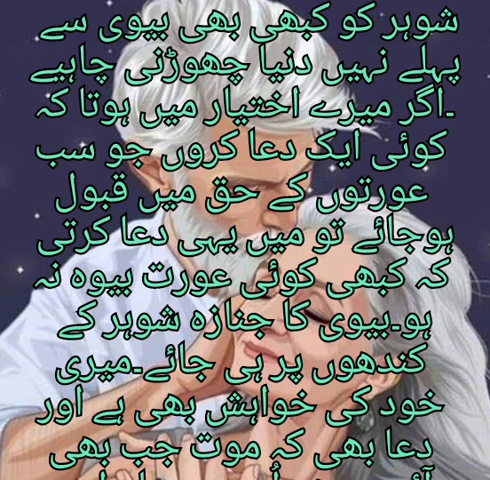 شوہر کو کبھی بھی بیوی سے
پہلے نہیں دنیا چھوڑنی چاہیے
۔اگر میرے اختیار میں ہوتا کہ
کوئی ایک دعا کروں جو سب
عورتوں کے حق میں قبول
ہوجائے تو میں یہی دعا کرتی
کہ کبھی کوئی عورت بیوہ نہ
ہو۔بیوی کا جنازہ شوہر کے
کندھوں پر ہی جائے۔میری
خود کی خواہش بھی ہے اور
دعا بھی کہ موت جب بھی